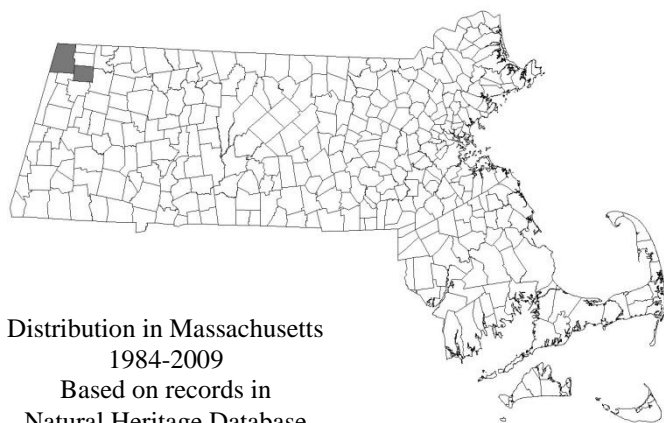 Distribution in Massachusetts
1984-2009
Based on records in
Natural Heritage Database